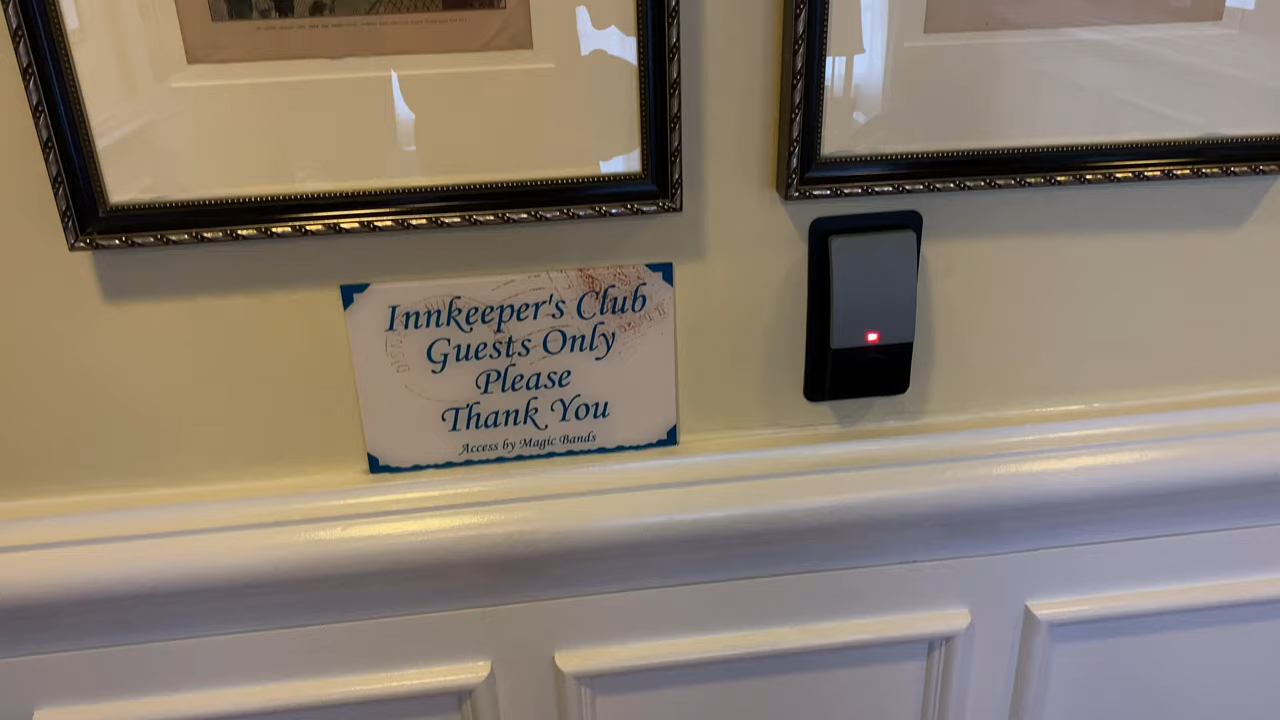 Innkeeper's Club
Guests Only
Please
Thank You
Access by Magic Bands